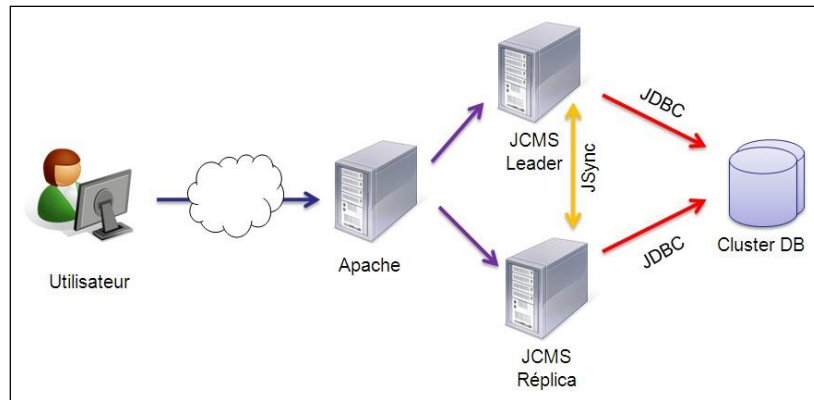 Utilisateur
Apache
JCMS
Leader
JSync
JCMS
Réplica
JDBC
JDBC
Cluster DB